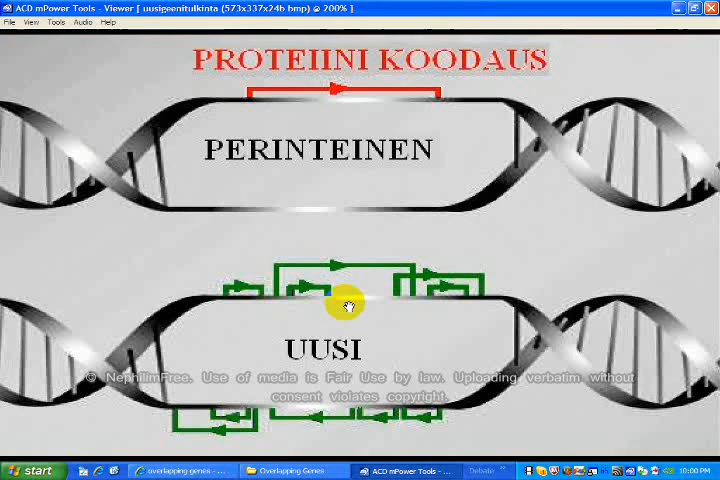 ACD mPower Tools - Viewer [ uusigeenitulkinta (573x337x24b bmp) @ 200% ]
File View Tools Audio Help
PROTEIINI KOODAUS
PERINTEINEN
UUSI
© NephilimFree. Use of media is Fair Use by law. Uploading verbatim without
consent violates copyright.
start overlapping genes - ... Overlapping Genes ACD mPower Tools - ... Debate 10:00 PM